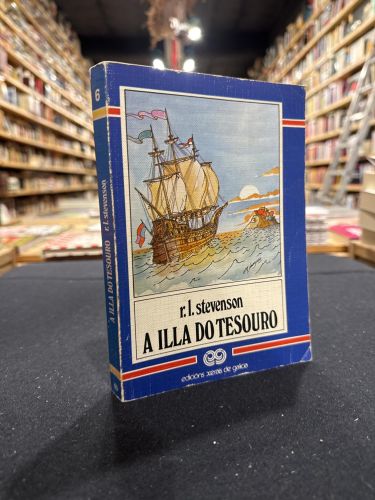 6
r. l. stevenson
A ILLA DO TESOURO
r. l. stevenson
A ILLA DO TESOURO
edicións xerais de galicia